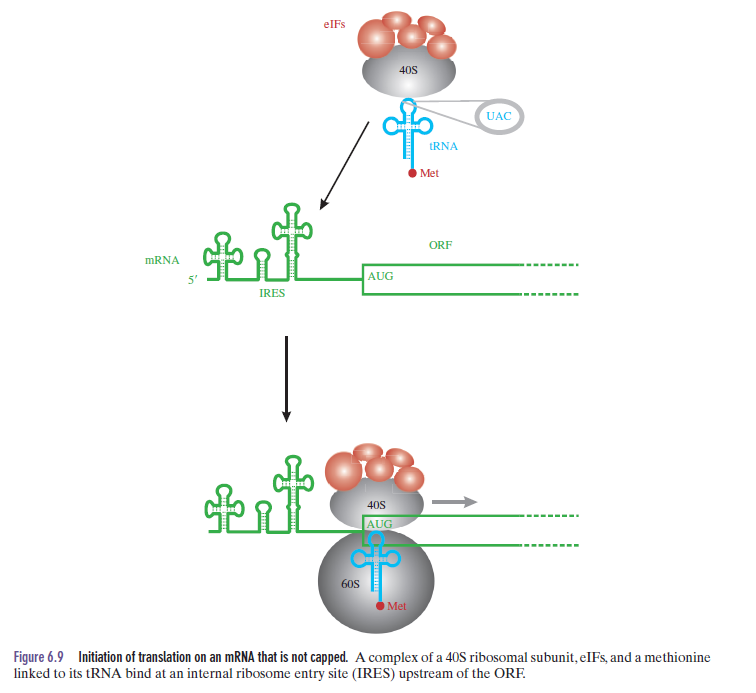 eIFs
40S
UAC
tRNA
Met
ORF
mRNA
AUG
5'
IRES
40S
AUG
60S
Met
Figure 6.9 Initiation of translation on an mRNA that is not capped. A complex of a 40S ribosomal subunit, eIFs, and a methionine
linked to its tRNA bind at an internal ribosome entry site (IRES) upstream of the ORF.